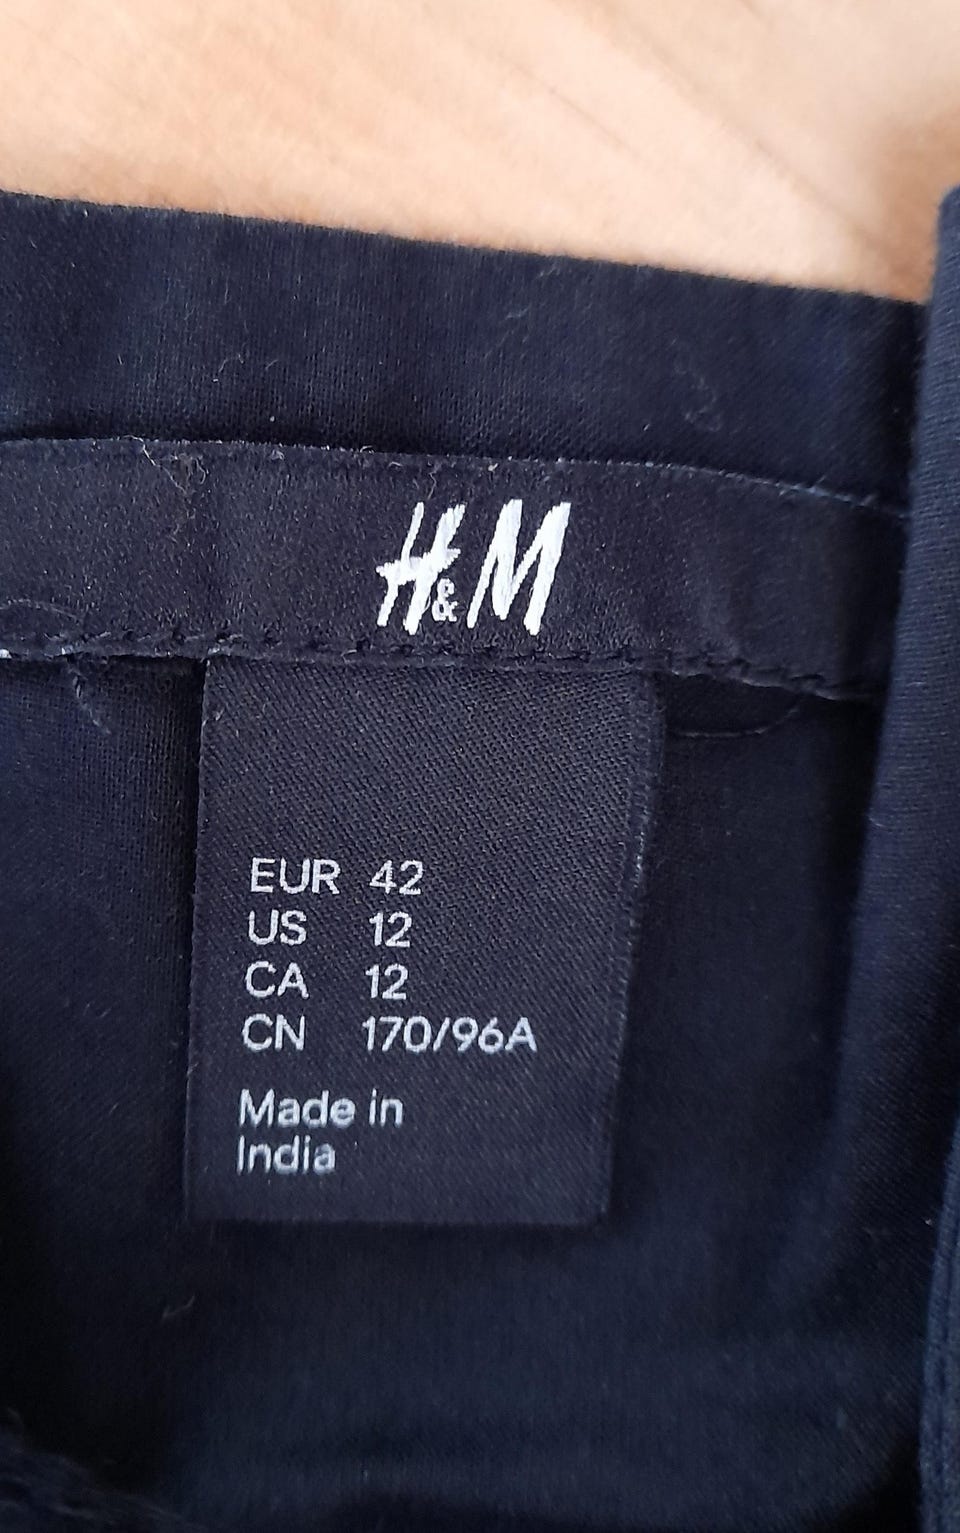 H&M
EUR 42
US 12
CA 12
CN 170/96A
Made in
India